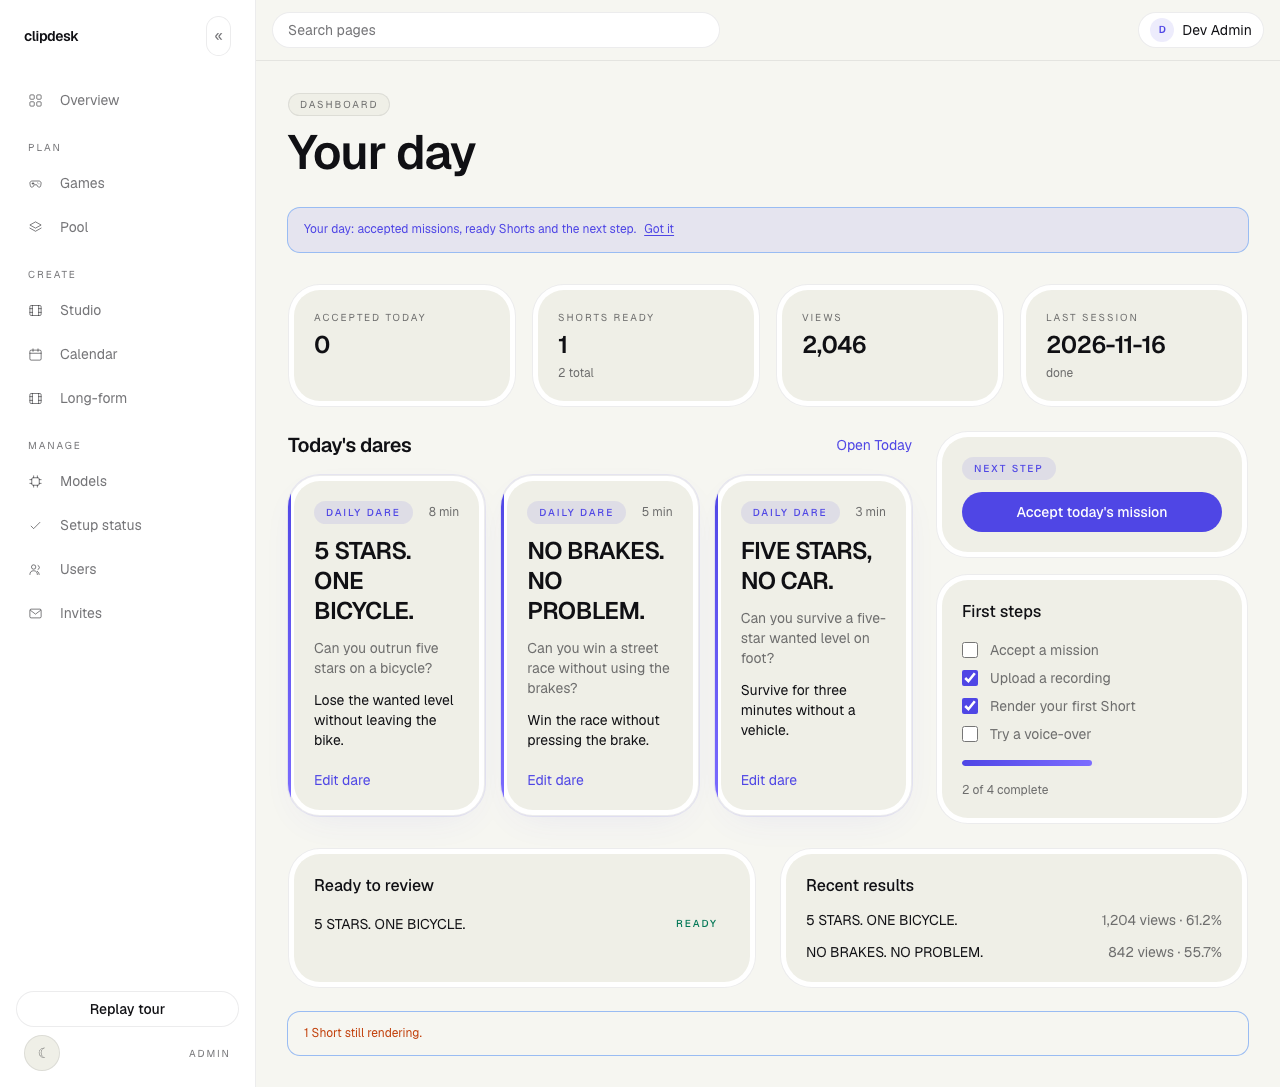 clipdesk
«
Search pages
D
Dev Admin
Overview
PLAN
Games
Pool
CREATE
Studio
Calendar
Long-form
MANAGE
Models
Setup status
Users
Invites
Replay tour
ADMIN
DASHBOARD
Your day
Your day: accepted missions, ready Shorts and the next step. Got it
ACCEPTED TODAY
0
SHORTS READY
1
2 total
VIEWS
2,046
LAST SESSION
2026-11-16
done
Today's dares
Open Today
DAILY DARE 8 min
5 STARS.
ONE
BICYCLE.
Can you outrun five
stars on a bicycle?
Lose the wanted level
without leaving the
bike.
Edit dare
DAILY DARE 5 min
NO BRAKES.
NO
PROBLEM.
Can you win a street
race without using the
brakes?
Win the race without
pressing the brake.
Edit dare
DAILY DARE 3 min
FIVE STARS,
NO CAR.
Can you survive a five-
star wanted level on
foot?
Survive for three
minutes without a
vehicle.
Edit dare
NEXT STEP
Accept today's mission
First steps
Accept a mission
Upload a recording
Render your first Short
Try a voice-over
2 of 4 complete
Ready to review
5 STARS. ONE BICYCLE. READY
Recent results
5 STARS. ONE BICYCLE. 1,204 views · 61.2%
NO BRAKES. NO PROBLEM. 842 views · 55.7%
1 Short still rendering.